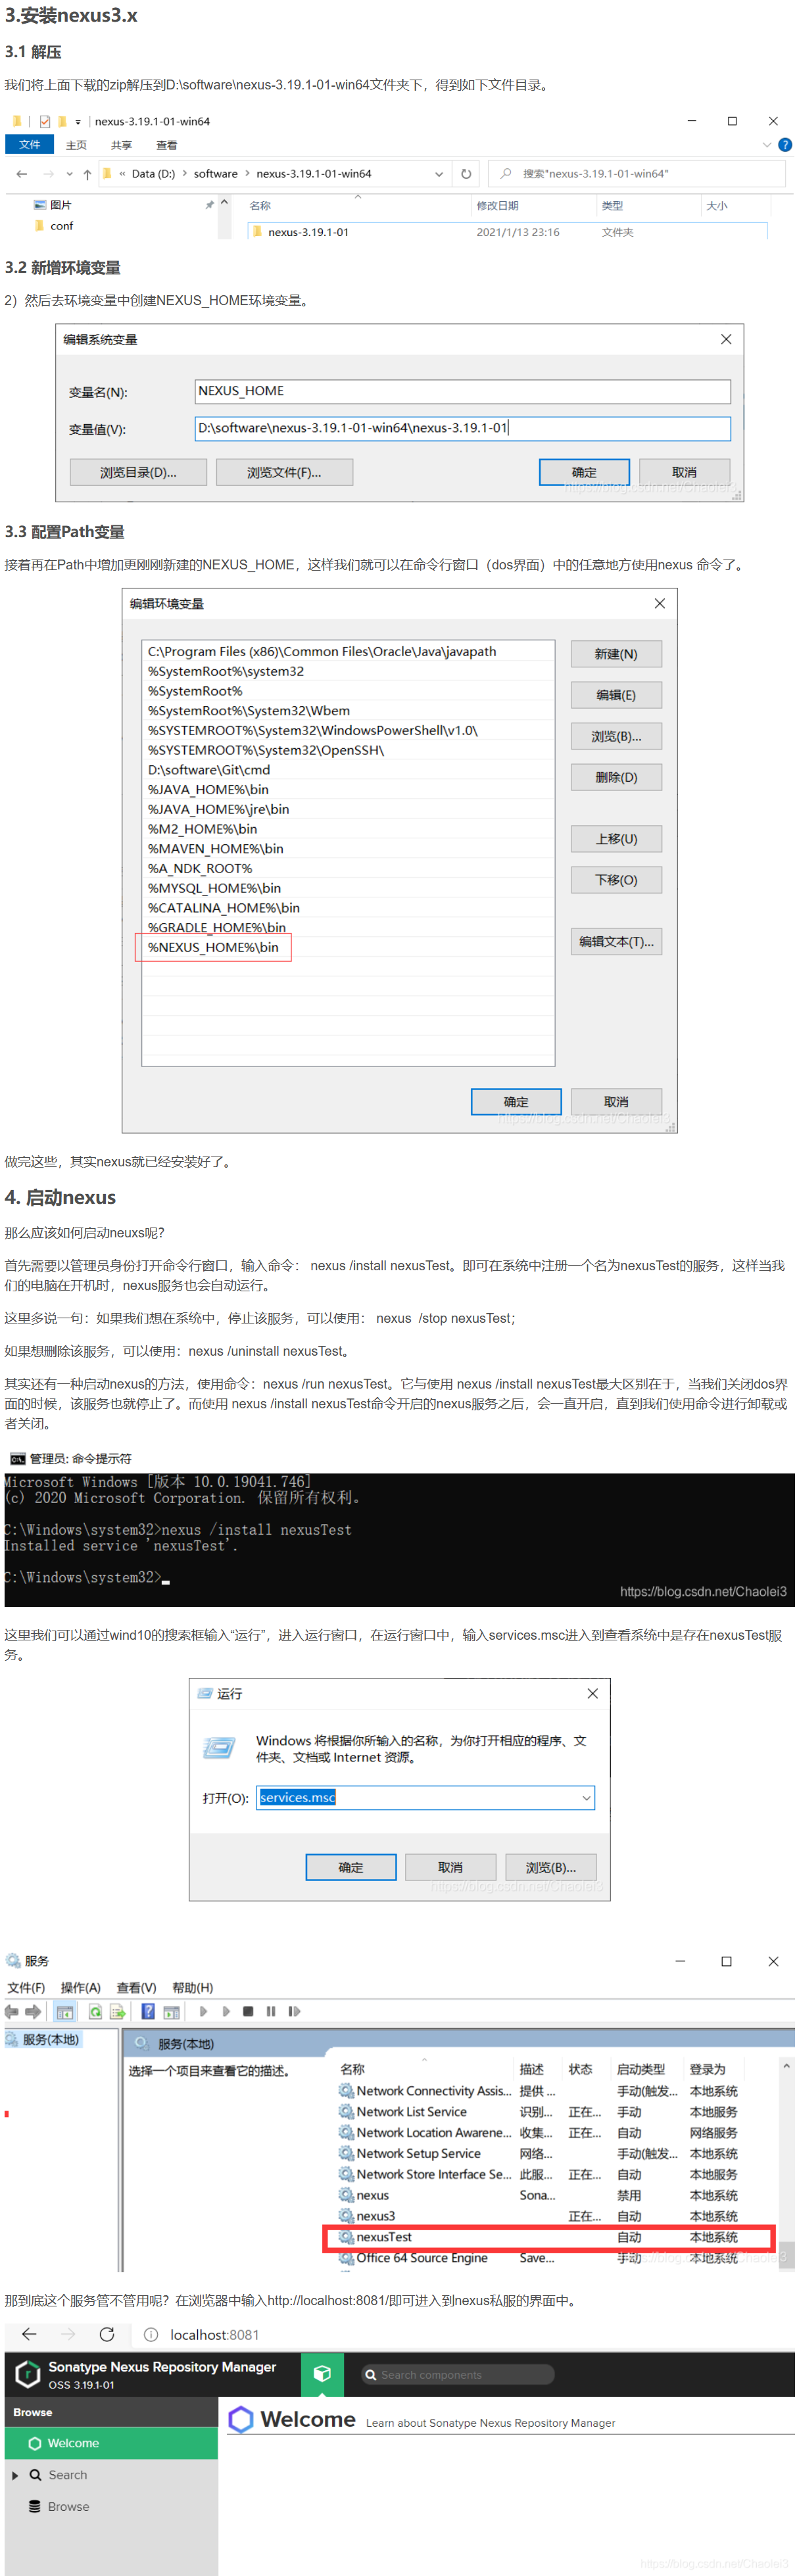 3.安装nexus3.x
3.1 解压
我们将上面下载的zip解压到D:\software\nexus-3.19.1-01-win64文件夹下，得到如下文件目录。
nexus-3.19.1-01-win64
文件 主页 共享 查看
« Data (D:) > software > nexus-3.19.1-01-win64 搜索"nexus-3.19.1-01-win64"
图片 名称 修改日期 类型 大小
conf nexus-3.19.1-01 2021/1/13 23:16 文件夹
3.2 新增环境变量
2）然后去环境变量中创建NEXUS_HOME环境变量。
编辑系统变量
变量名(N): NEXUS_HOME
变量值(V): D:\software\nexus-3.19.1-01-win64\nexus-3.19.1-01
浏览目录(D)... 浏览文件(F)... 确定 取消
https://blog.csdn.net/Chaolei3
3.3 配置Path变量
接着再在Path中增加更刚刚新建的NEXUS_HOME，这样我们就可以在命令行窗口（dos界面）中的任意地方使用nexus 命令了。
编辑环境变量
C:\Program Files (x86)\Common Files\Oracle\Java\javapath
%SystemRoot%\system32
%SystemRoot%
%SystemRoot%\System32\Wbem
%SYSTEMROOT%\System32\WindowsPowerShell\v1.0\
%SYSTEMROOT%\System32\OpenSSH\
D:\software\Git\cmd
%JAVA_HOME%\bin
%JAVA_HOME%\jre\bin
%M2_HOME%\bin
%MAVEN_HOME%\bin
%A_NDK_ROOT%
%MYSQL_HOME%\bin
%CATALINA_HOME%\bin
%GRADLE_HOME%\bin
%NEXUS_HOME%\bin
新建(N)
编辑(E)
浏览(B)...
删除(D)
上移(U)
下移(O)
编辑文本(T)...
确定 取消
https://blog.csdn.net/Chaolei3
做完这些，其实nexus就已经安装好了。
4. 启动nexus
那么应该如何启动neuxs呢？
首先需要以管理员身份打开命令行窗口，输入命令： nexus /install nexusTest。即可在系统中注册一个名为nexusTest的服务，这样当我
们的电脑在开机时，nexus服务也会自动运行。
这里多说一句：如果我们想在系统中，停止该服务，可以使用： nexus /stop nexusTest；
如果想删除该服务，可以使用：nexus /uninstall nexusTest。
其实还有一种启动nexus的方法，使用命令：nexus /run nexusTest。它与使用 nexus /install nexusTest最大区别在于，当我们关闭dos界
面的时候，该服务也就停止了。而使用 nexus /install nexusTest命令开启的nexus服务之后，会一直开启，直到我们使用命令进行卸载或
者关闭。
管理员: 命令提示符
Microsoft Windows [版本 10.0.19041.746]
(c) 2020 Microsoft Corporation. 保留所有权利。
C:\Windows\system32>nexus /install nexusTest
Installed service 'nexusTest'.
C:\Windows\system32>
https://blog.csdn.net/Chaolei3
这里我们可以通过wind10的搜索框输入“运行”，进入运行窗口，在运行窗口中，输入services.msc进入到查看系统中是存在nexusTest服
务。
运行
Windows 将根据你所输入的名称，为你打开相应的程序、文
件夹、文档或 Internet 资源。
打开(O): services.msc
确定 取消 浏览(B)...
https://blog.csdn.net/Chaolei3
服务
文件(F) 操作(A) 查看(V) 帮助(H)
服务(本地) 服务(本地)
选择一个项目来查看它的描述。 名称 描述 状态 启动类型 登录为
Network Connectivity Assis... 提供 ... 手动(触发... 本地系统
Network List Service 识别... 正在... 手动 本地服务
Network Location Awarene... 收集... 正在... 自动 网络服务
Network Setup Service 网络... 手动(触发... 本地系统
Network Store Interface Se... 此服... 正在... 自动 本地服务
nexus Sona... 禁用 本地系统
nexus3 正在... 自动 本地系统
nexusTest 自动 本地系统
Office 64 Source Engine Save... 手动 本地系统
那到底这个服务管不管用呢？在浏览器中输入http://localhost:8081/即可进入到nexus私服的界面中。
localhost:8081
Sonatype Nexus Repository Manager
OSS 3.19.1-01
Search components
Browse
Welcome Learn about Sonatype Nexus Repository Manager
Welcome
Search
Browse
https://blog.csdn.net/Chaolei3